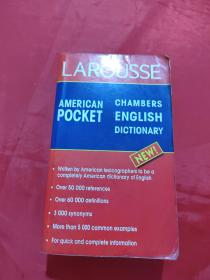 LAROUSSE
AMERICAN
POCKET
CHAMBERS
ENGLISH
DICTIONARY
NEW!
• Written by American lexicographers to be a
completely American dictionary of English
• Over 50 000 references
• Over 60 000 definitions
• 3 000 synonyms
• More than 5 000 common examples
• For quick and complete information